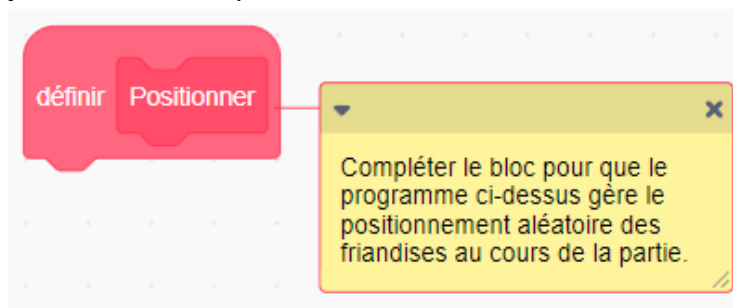 définir Positionner
Compléter le bloc pour que le
programme ci-dessus gère le
positionnement aléatoire des
friandises au cours de la partie.